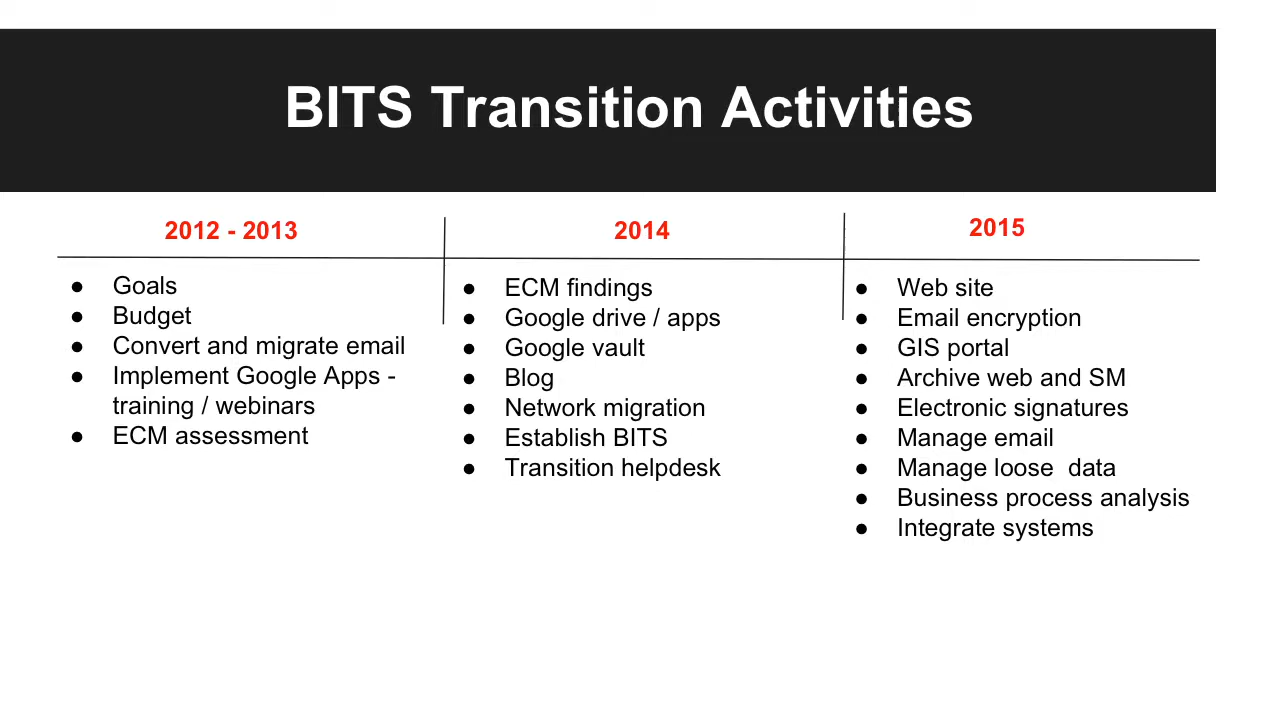 BITS Transition Activities
2012 - 2013
● Goals
● Budget
● Convert and migrate email
● Implement Google Apps -
training / webinars
● ECM assessment
2014
● ECM findings
● Google drive / apps
● Google vault
● Blog
● Network migration
● Establish BITS
● Transition helpdesk
2015
● Web site
● Email encryption
● GIS portal
● Archive web and SM
● Electronic signatures
● Manage email
● Manage loose  data
● Business process analysis
● Integrate systems